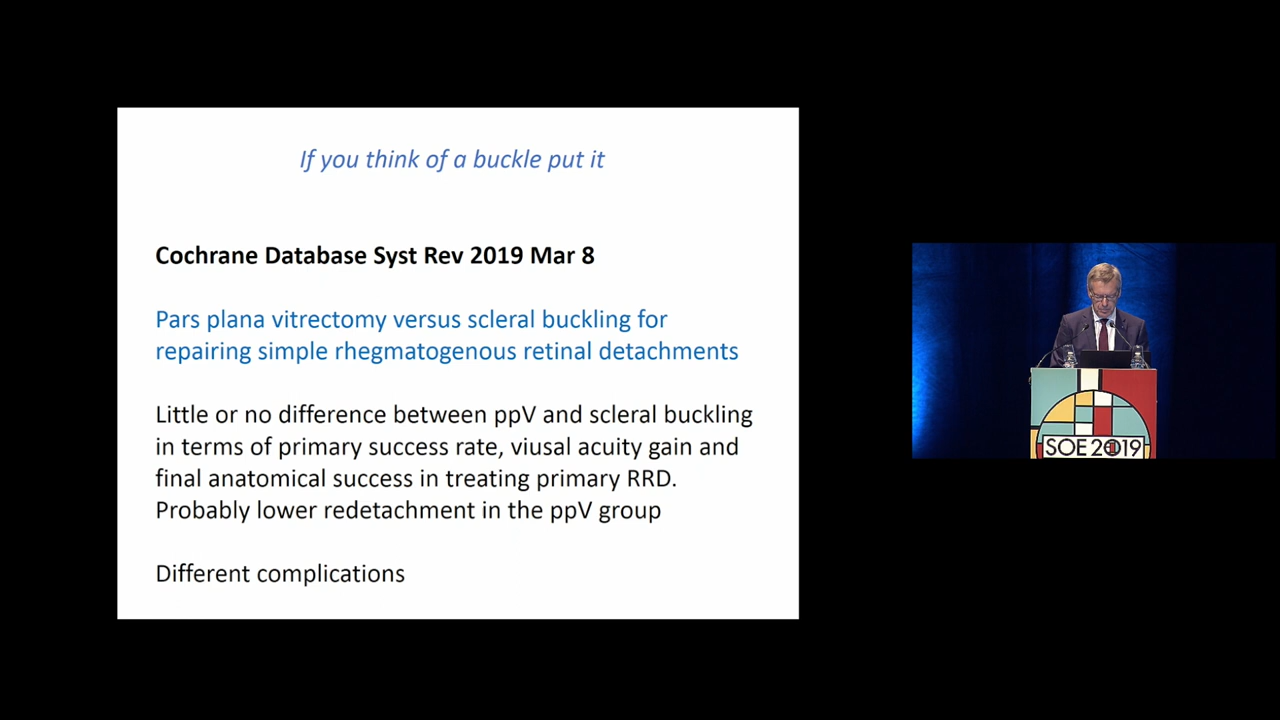 If you think of a buckle put it
Cochrane Database Syst Rev 2019 Mar 8
Pars plana vitrectomy versus scleral buckling for
repairing simple rhegmatogenous retinal detachments
Little or no difference between ppV and scleral buckling
in terms of primary success rate, viusal acuity gain and
final anatomical success in treating primary RRD.
Probably lower redetachment in the ppV group
Different complications
SOE 2019